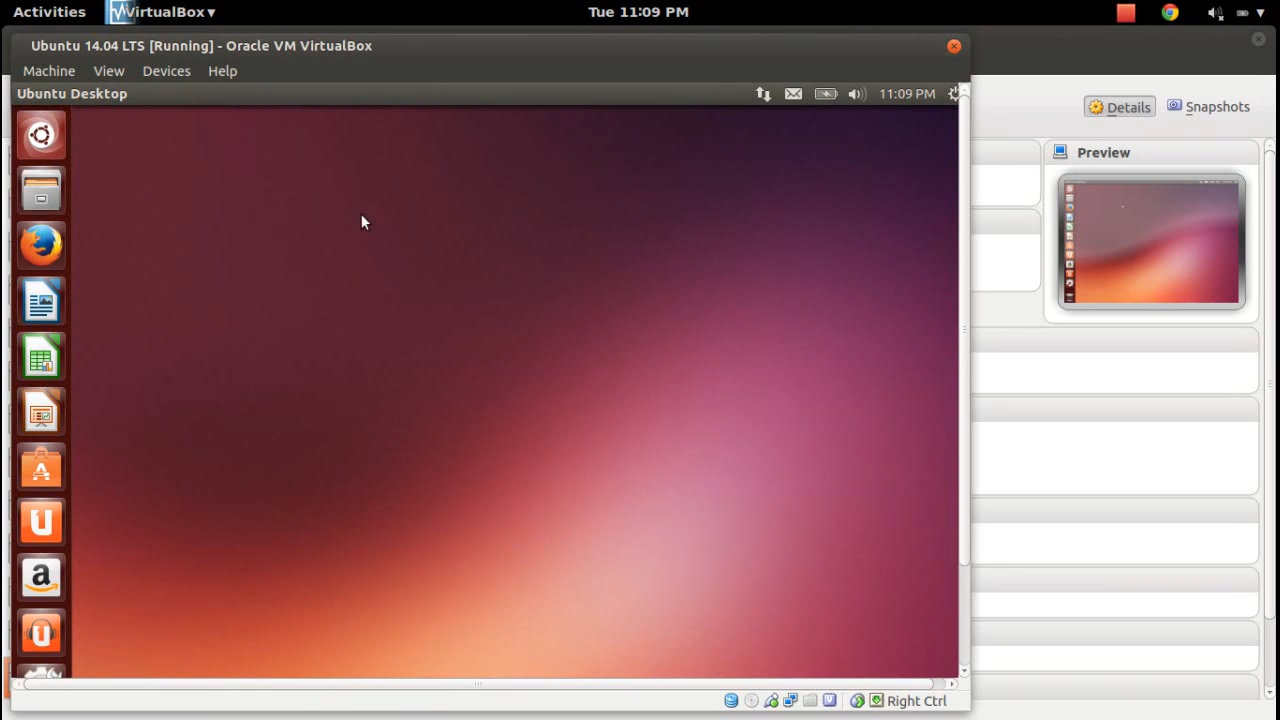 Activities VirtualBox ▾ Tue 11:09 PM
Ubuntu 14.04 LTS [Running] - Oracle VM VirtualBox
Machine View Devices Help
Ubuntu Desktop 11:09 PM
Details Snapshots
Preview
Right Ctrl